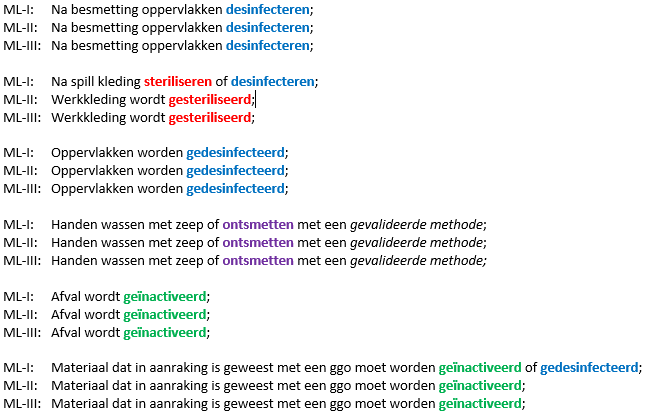 ML-I: Na besmetting oppervlakken desinfecteren;
ML-II: Na besmetting oppervlakken desinfecteren;
ML-III: Na besmetting oppervlakken desinfecteren;
ML-I: Na spill kleding steriliseren of desinfecteren;
ML-II: Werkkleding wordt gesteriliseerd;
ML-III: Werkkleding wordt gesteriliseerd;
ML-I: Oppervlakken worden gedesinfecteerd;
ML-II: Oppervlakken worden gedesinfecteerd;
ML-III: Oppervlakken worden gedesinfecteerd;
ML-I: Handen wassen met zeep of ontsmetten met een gevalideerde methode;
ML-II: Handen wassen met zeep of ontsmetten met een gevalideerde methode;
ML-III: Handen wassen met zeep of ontsmetten met een gevalideerde methode;
ML-I: Afval wordt geïnactiveerd;
ML-II: Afval wordt geïnactiveerd;
ML-III: Afval wordt geïnactiveerd;
ML-I: Materiaal dat in aanraking is geweest met een ggo moet worden geïnactiveerd of gedesinfecteerd;
ML-II: Materiaal dat in aanraking is geweest met een ggo moet worden geïnactiveerd;
ML-III: Materiaal dat in aanraking is geweest met een ggo moet worden geïnactiveerd;